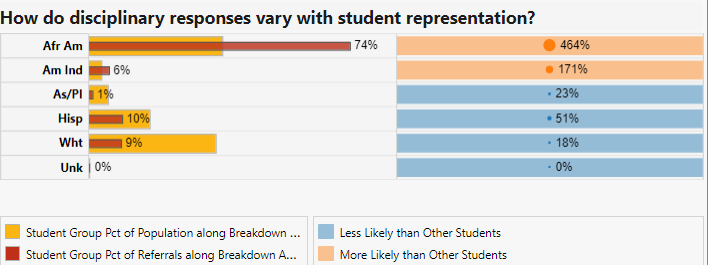 How do disciplinary responses vary with student representation?
Afr Am 74% 464%
Am Ind 6% 171%
As/PI 1% 23%
Hisp 10% 51%
Wht 9% 18%
Unk 0% 0%
Student Group Pct of Population along Breakdown ... Less Likely than Other Students
Student Group Pct of Referrals along Breakdown A... More Likely than Other Students